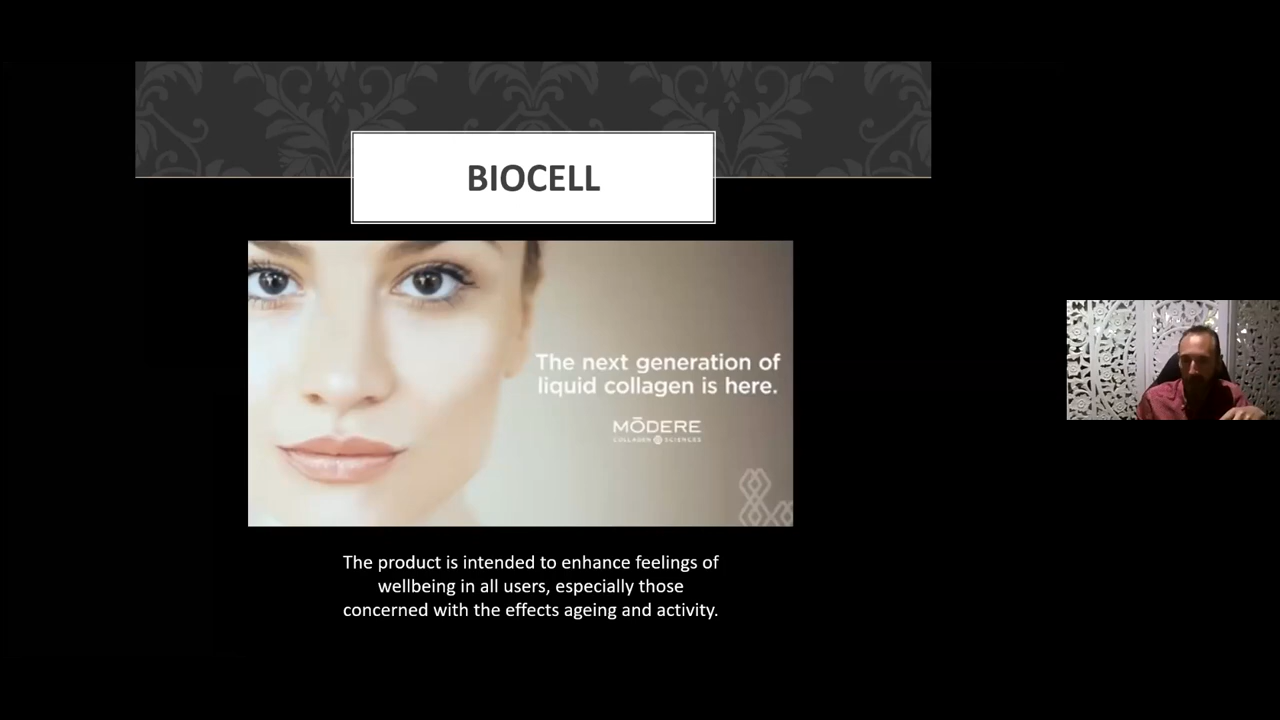 BIOCELL
The next generation of
liquid collagen is here.
MŌDERE
COLLAGEN SCIENCES
The product is intended to enhance feelings of
wellbeing in all users, especially those
concerned with the effects ageing and activity.